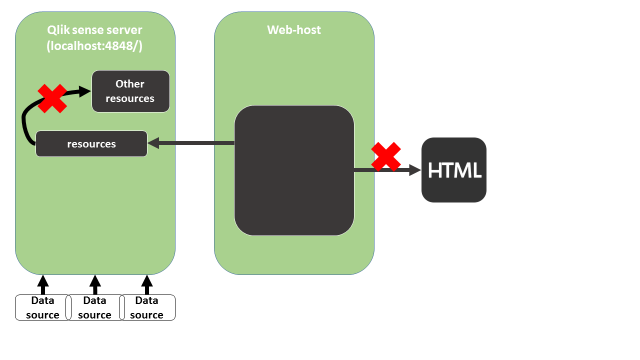 Qlik sense server
(localhost:4848/)
Web-host
Other
resources
resources
HTML
Data
source
Data
source
Data
source